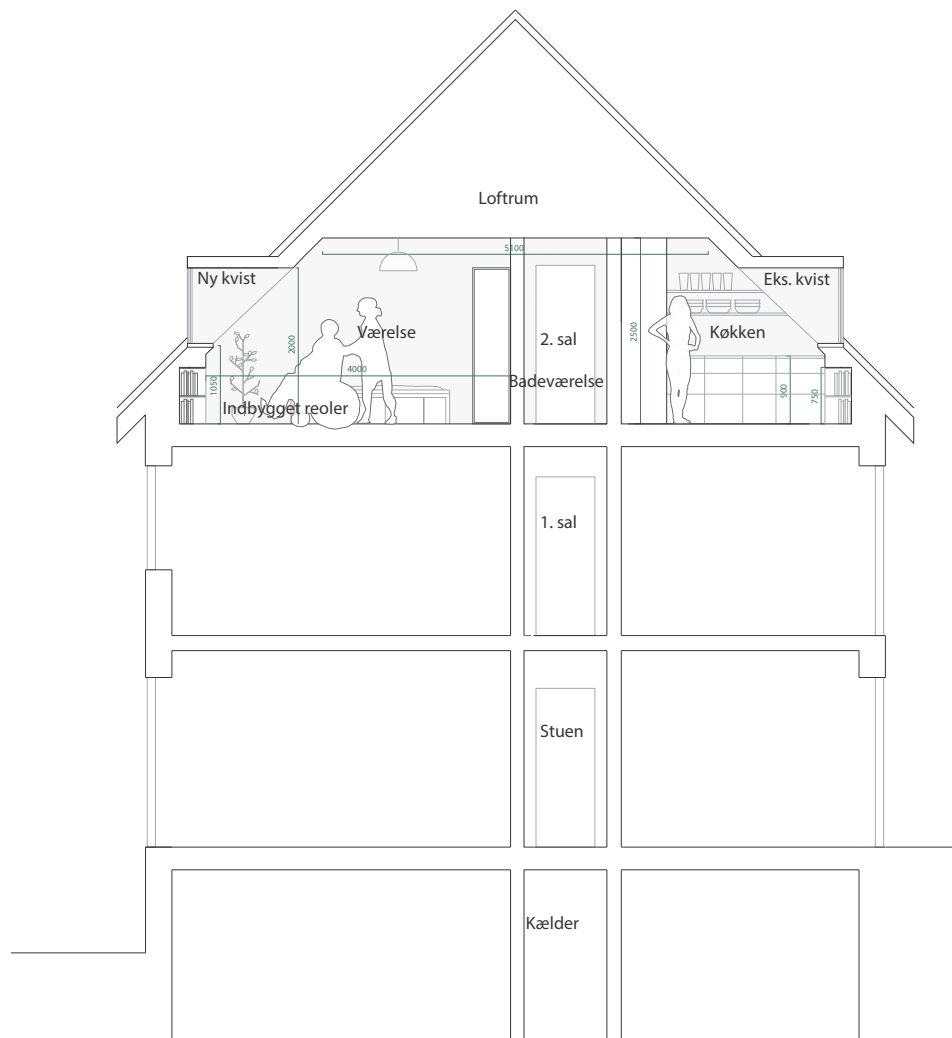 Loftrum
5100
Ny kvist
Eks. kvist
2000
2500
Værelse
2. sal
Køkken
4000
Badeværelse
1050
900
750
Indbygget reoler
1. sal
Stuen
Kælder